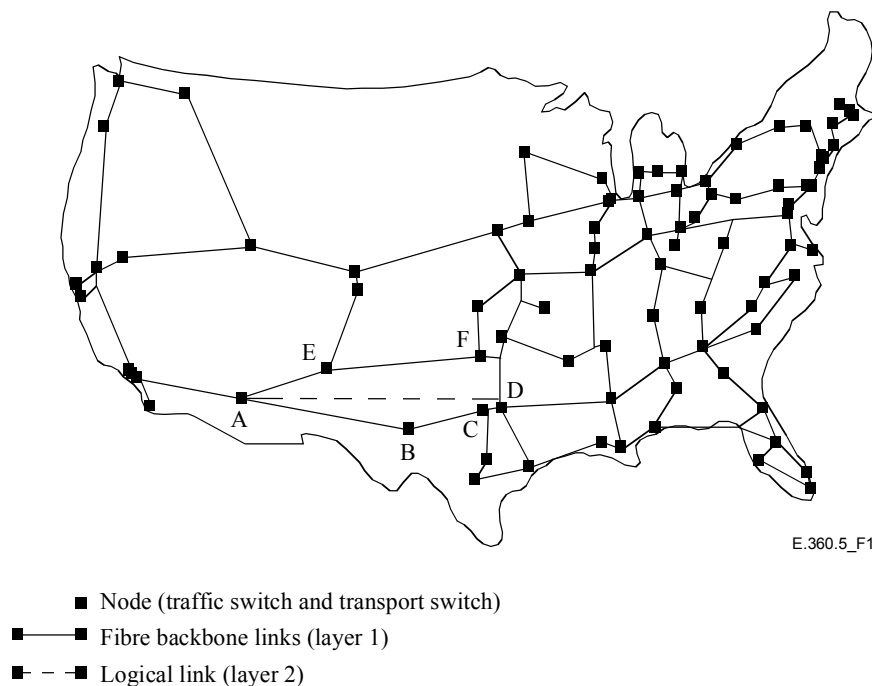 E
F
A
D
C
B
E.360.5_F1
Node (traffic switch and transport switch)
Fibre backbone links (layer 1)
Logical link (layer 2)